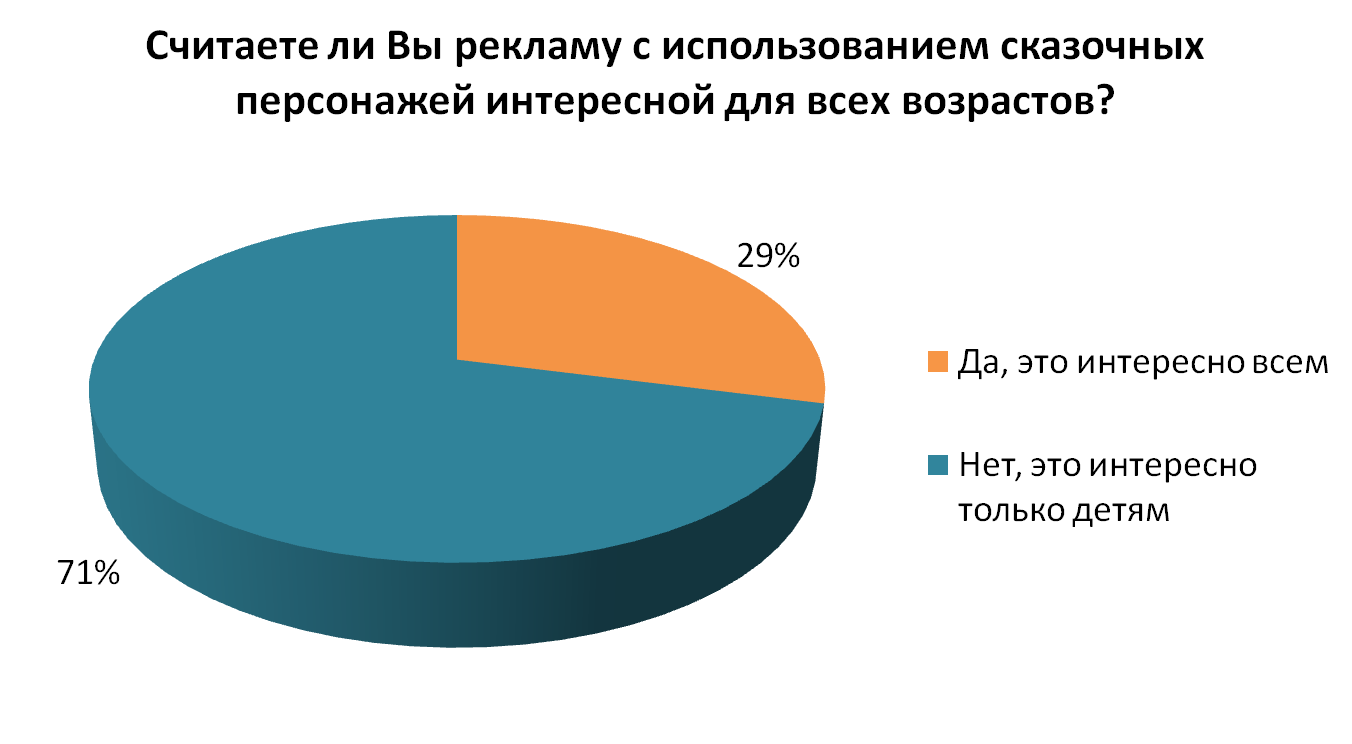 Считаете ли Вы рекламу с использованием сказочных
персонажей интересной для всех возрастов?
29%
71%
Да, это интересно всем
Нет, это интересно
только детям